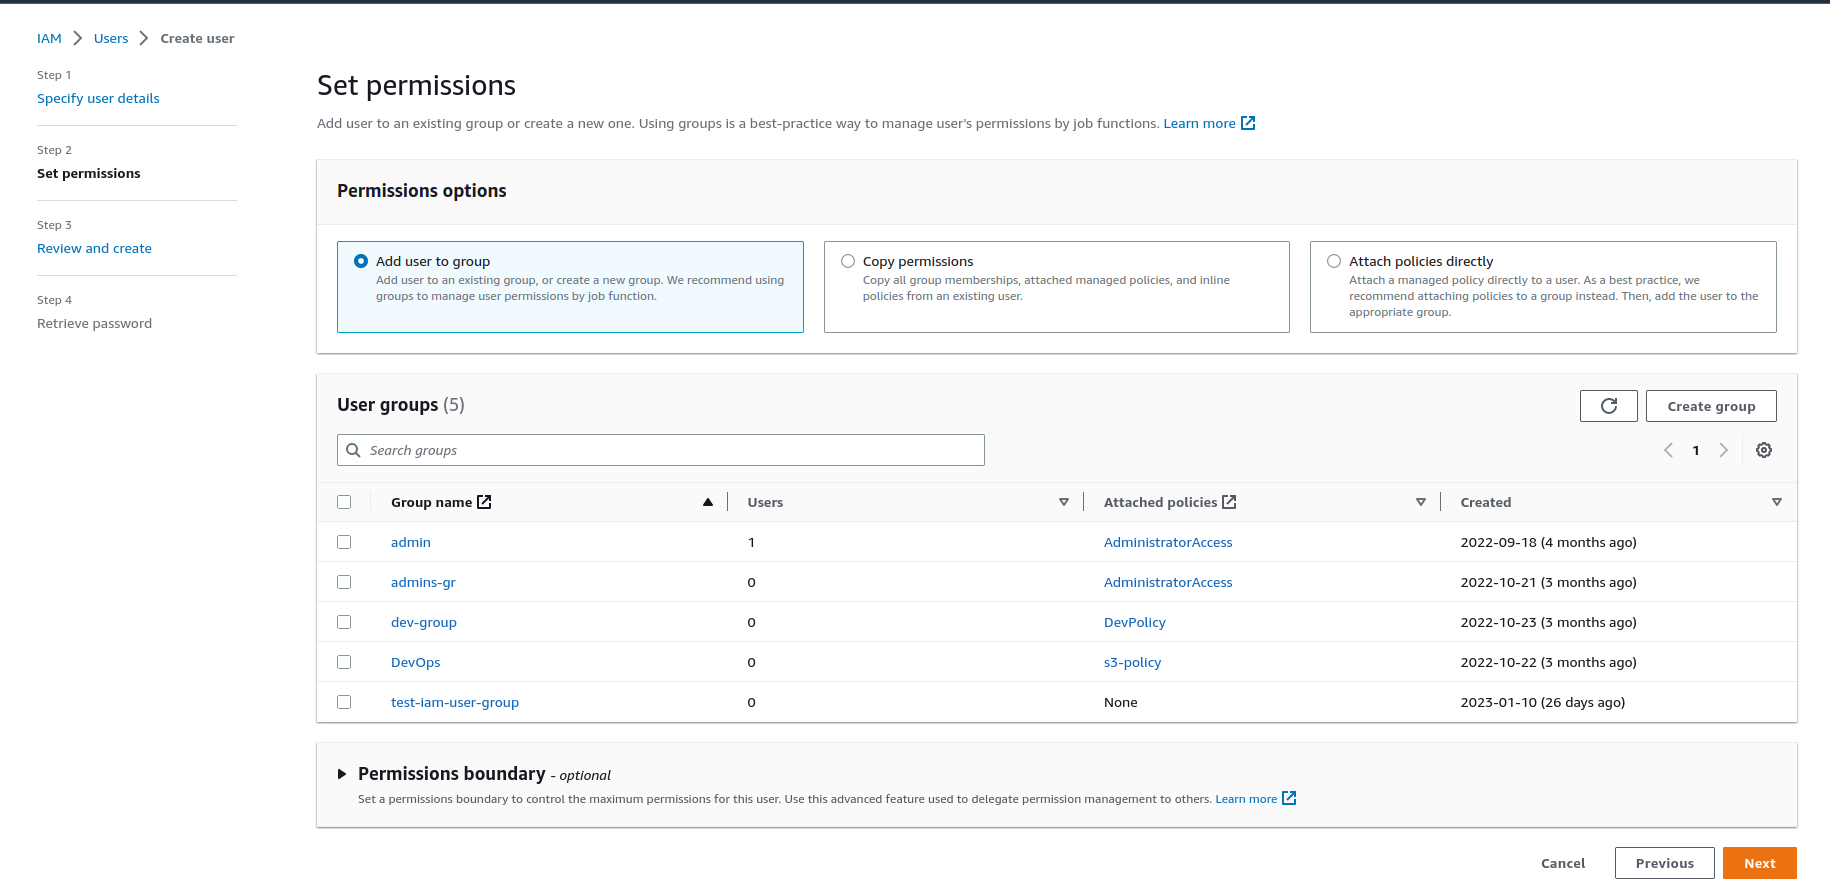 IAM > Users > Create user
Step 1
Specify user details
Step 2
Set permissions
Step 3
Review and create
Step 4
Retrieve password
Set permissions
Add user to an existing group or create a new one. Using groups is a best-practice way to manage user's permissions by job functions. Learn more
Permissions options
Add user to group
Add user to an existing group, or create a new group. We recommend using
groups to manage user permissions by job function.
Copy permissions
Copy all group memberships, attached managed policies, and inline
policies from an existing user.
Attach policies directly
Attach a managed policy directly to a user. As a best practice, we
recommend attaching policies to a group instead. Then, add the user to the
appropriate group.
User groups (5)
Create group
Search groups
1
Group name Users Attached policies Created
admin 1 AdministratorAccess 2022-09-18 (4 months ago)
admins-gr 0 AdministratorAccess 2022-10-21 (3 months ago)
dev-group 0 DevPolicy 2022-10-23 (3 months ago)
DevOps 0 s3-policy 2022-10-22 (3 months ago)
test-iam-user-group 0 None 2023-01-10 (26 days ago)
Permissions boundary - optional
Set a permissions boundary to control the maximum permissions for this user. Use this advanced feature used to delegate permission management to others. Learn more
Cancel Previous Next